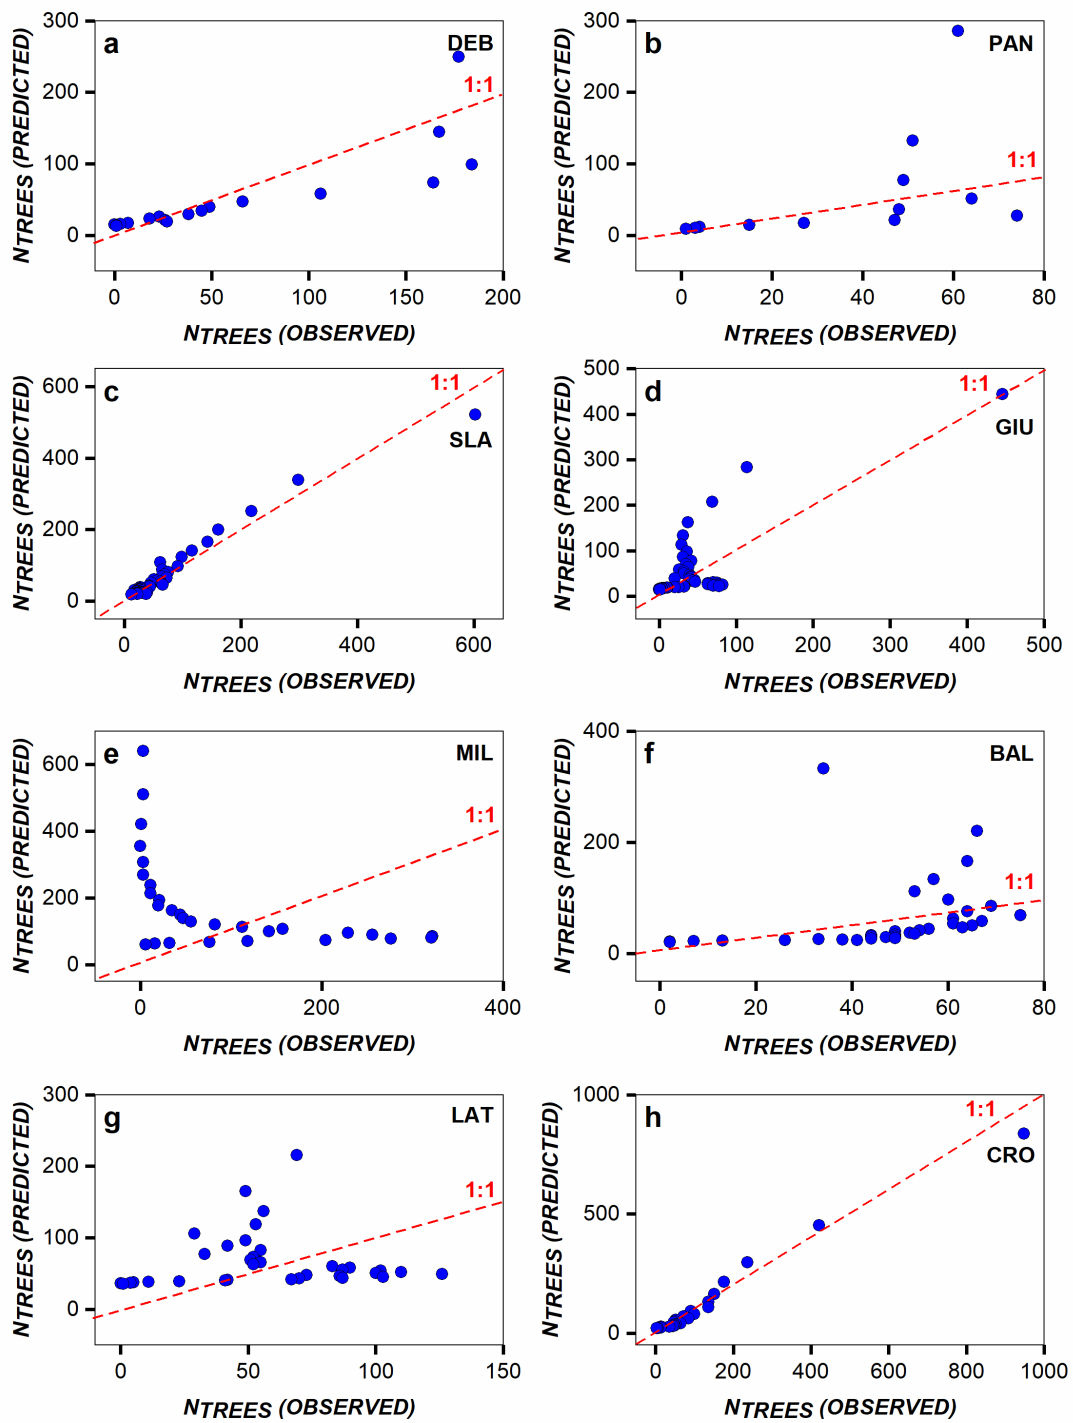 a
DEB
1:1
300
200
100
0
0
50
100
150
200
NTREES (PREDICTED)
NTREES (OBSERVED)
b
PAN
1:1
300
200
100
0
0
20
40
60
80
NTREES (PREDICTED)
NTREES (OBSERVED)
c
1:1
SLA
600
400
200
0
0
200
400
600
NTREES (PREDICTED)
NTREES (OBSERVED)
d
1:1
GIU
500
400
300
200
100
0
0
100
200
300
400
500
NTREES (PREDICTED)
NTREES (OBSERVED)
e
MIL
1:1
600
400
200
0
0
200
400
NTREES (PREDICTED)
NTREES (OBSERVED)
f
BAL
1:1
400
200
0
0
20
40
60
80
NTREES (PREDICTED)
NTREES (OBSERVED)
g
LAT
1:1
300
200
100
0
0
50
100
150
NTREES (PREDICTED)
NTREES (OBSERVED)
h
1:1
CRO
1000
500
0
0
200
400
600
800
1000
NTREES (PREDICTED)
NTREES (OBSERVED)